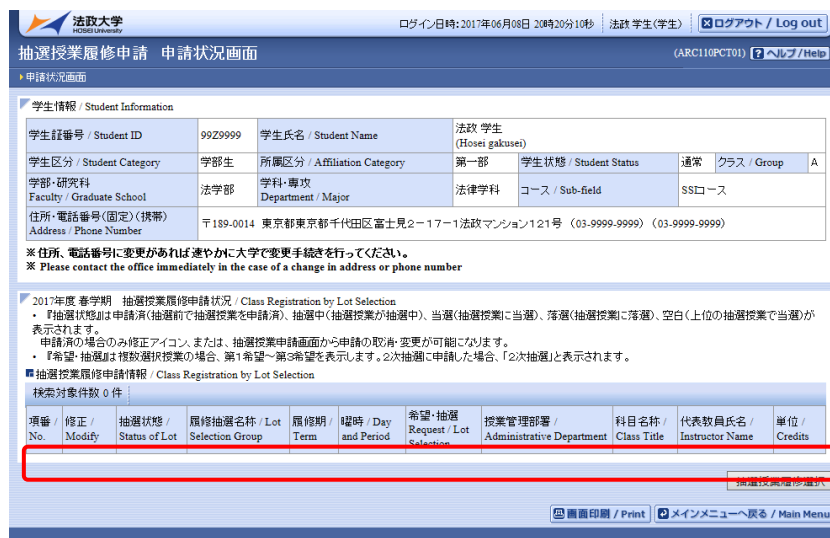 法政大学
HOSEI University
ログイン日時:2017年06月08日 20時20分10秒 法政 学生(学生) ログアウト / Log out
抽選授業履修申請 申請状況画面 (ARC110PCT01) ? ヘルプ/Help
申請状況画面
学生情報 / Student Information
学生証番号 / Student ID 99Z9999 学生氏名 / Student Name 法政 学生
(Hosei gakusei)
学生区分 / Student Category 学部生 所属区分 / Affiliation Category 第一部 学生状態 / Student Status 通常 クラス / Group A
学部・研究科
Faculty / Graduate School 法学部 学科・専攻
Department / Major 法律学科 コース / Sub-field SSIコース
住所・電話番号(固定)(携帯)
Address / Phone Number 〒189-0014 東京都東京都千代田区富士見2-17-1法政マンション121号 (03-9999-9999) (03-9999-9999)
※住所、電話番号に変更があれば速やかに大学で変更手続きを行ってください。
※ Please contact the office immediately in the case of a change in address or phone number
2017年度 春学期 抽選授業履修申請状況 / Class Registration by Lot Selection
・『抽選状態』は申請済(抽選前で抽選授業を申請済)、抽選中(抽選授業が抽選中)、当選(抽選授業に当選)、落選(抽選授業に落選)、空白(上位の抽選授業で当選)が
表示されます。
申請済の場合のみ修正アイコン、または、抽選授業申請画面から申請の取消・変更が可能になります。
・『希望・抽選』は複数選択授業の場合、第1希望~第3希望を表示します。2次抽選に申請した場合、「2次抽選」と表示されます。
抽選授業履修申請情報 / Class Registration by Lot Selection
検索対象件数 0 件
項番 /
No. 修正 /
Modify 抽選状態 /
Status of Lot 履修抽選名称 / Lot
Selection Group 履修期 /
Term 曜時 / Day
and Period 希望・抽選
Request / Lot
Selection 授業管理部署 /
Administrative Department 科目名称 /
Class Title 代表教員氏名 /
Instructor Name 単位 /
Credits
抽選授業履修選択
画面印刷 / Print メインメニューへ戻る / Main Menu